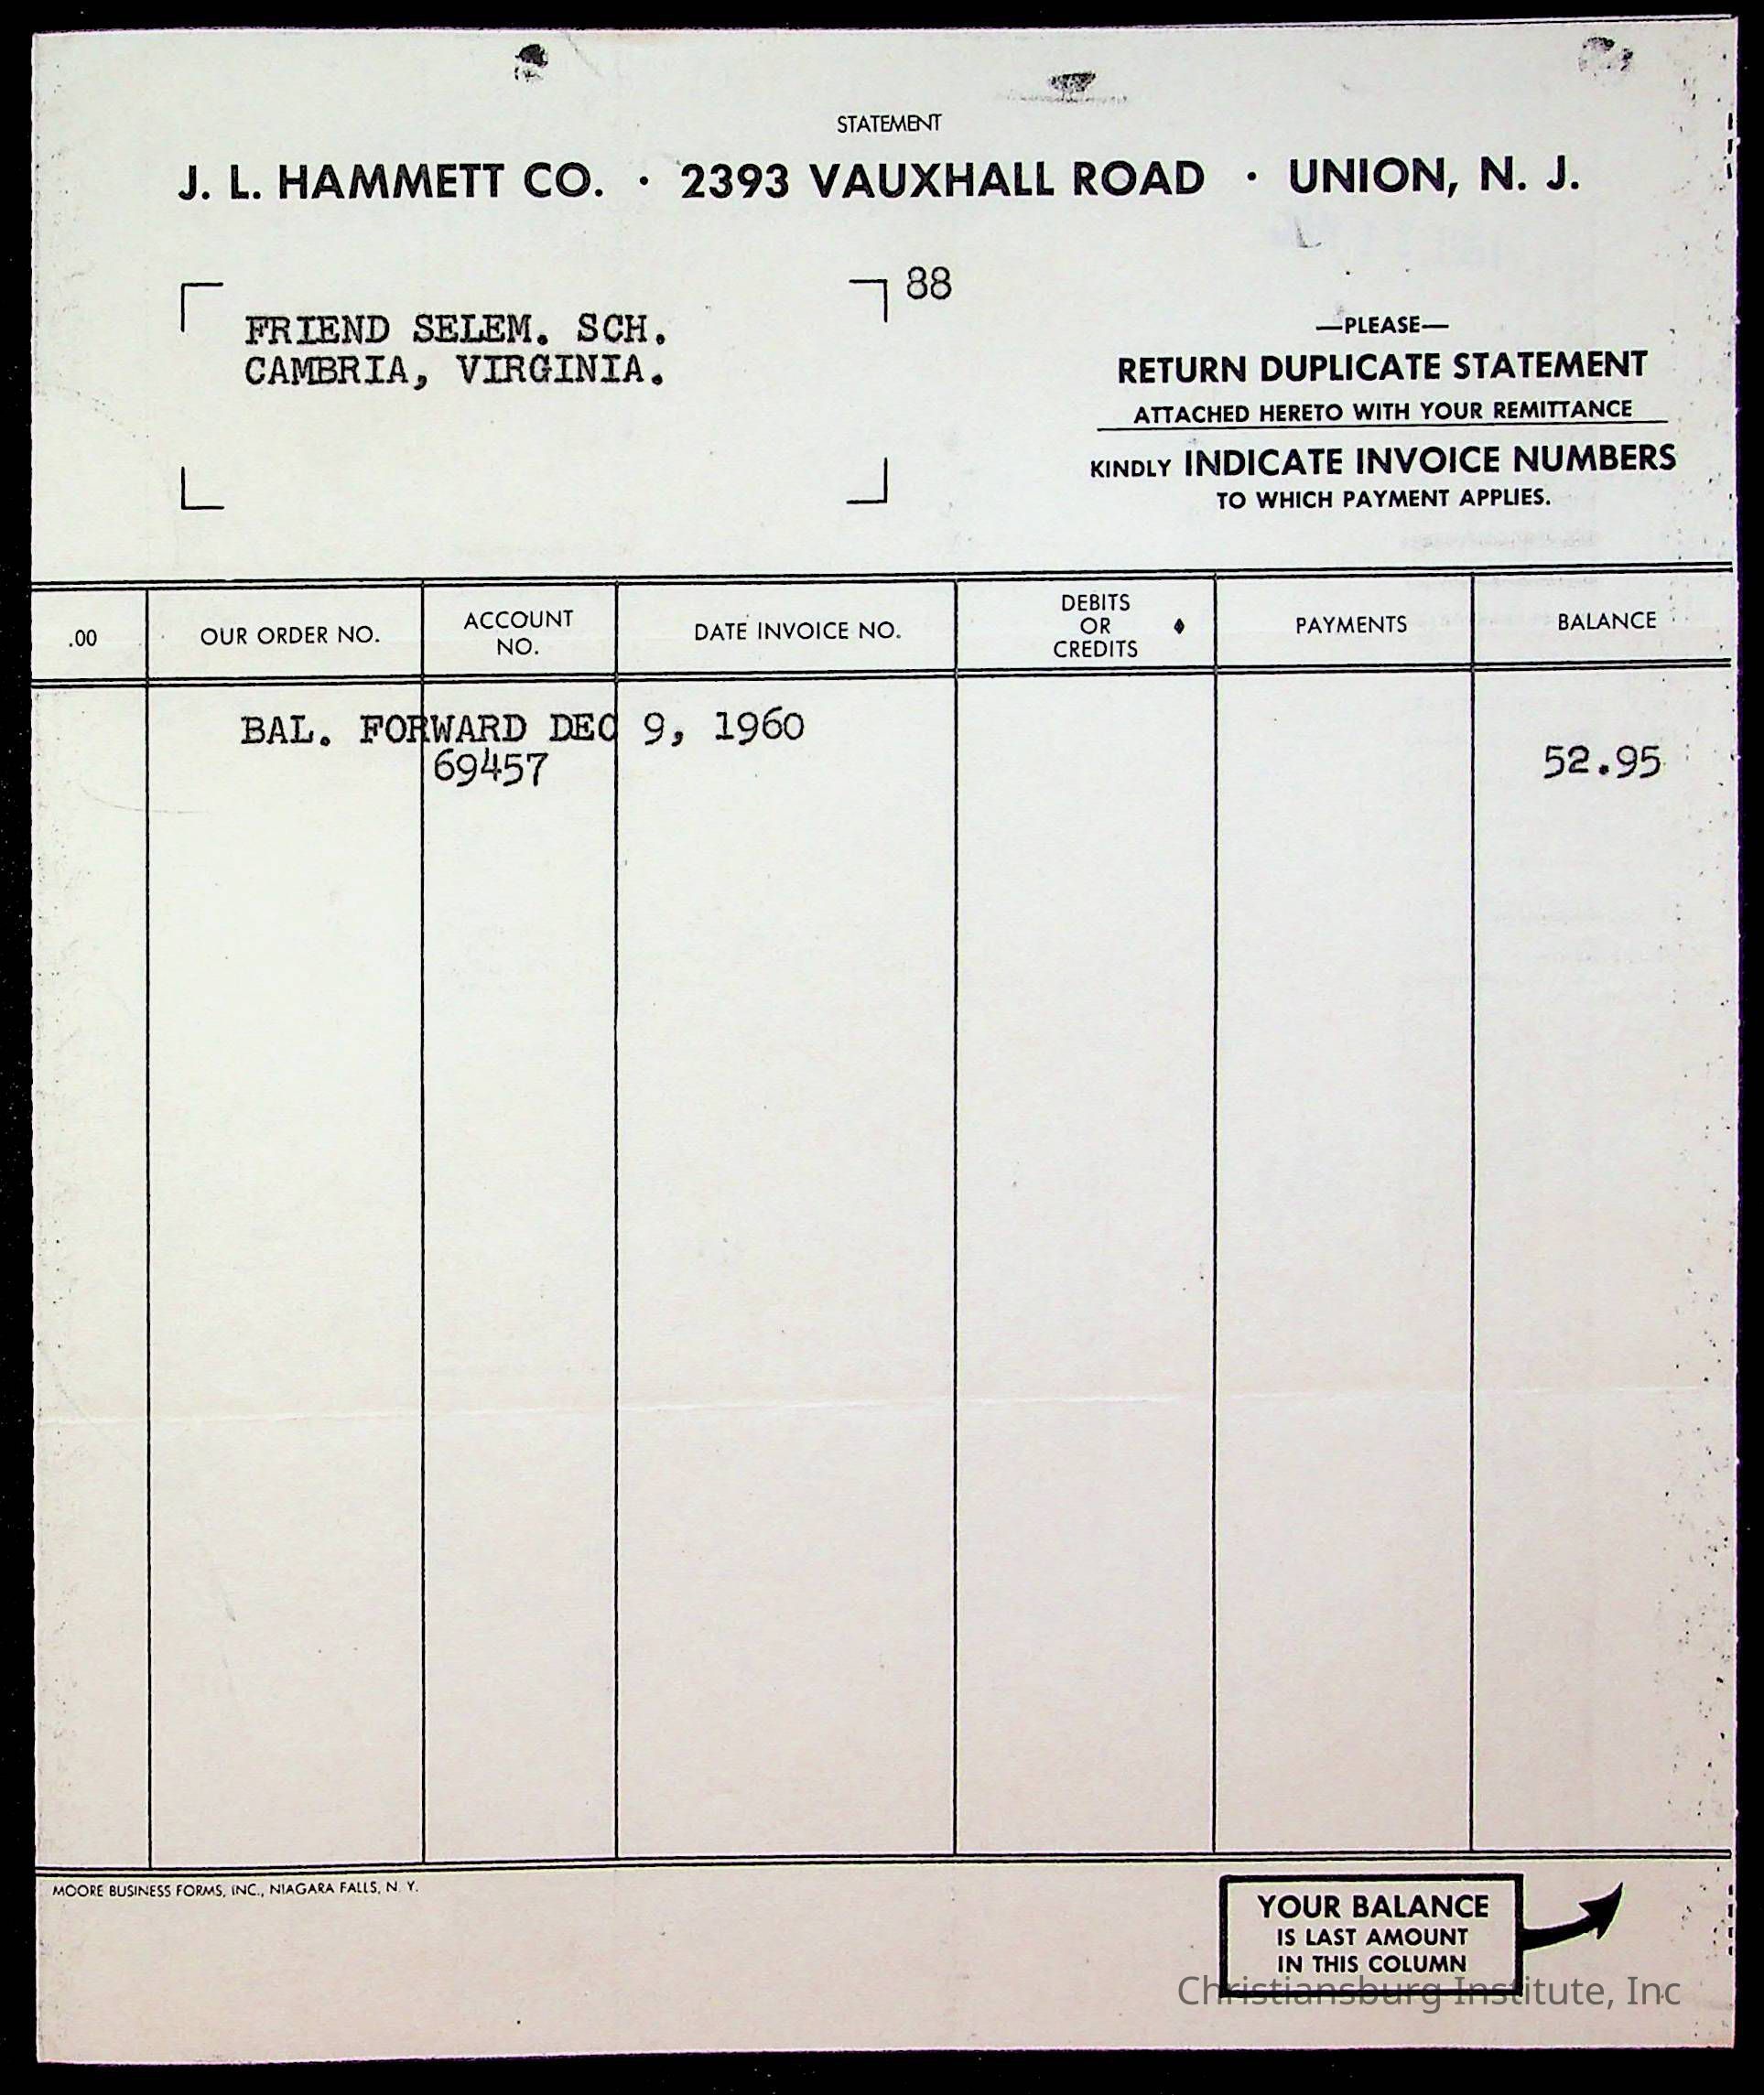 STATEMENT
J. L. HAMMETT CO. · 2393 VAUXHALL ROAD · UNION, N. J.
88
FRIEND SELEM. SCH.
CAMBRIA, VIRGINIA.
—PLEASE—
RETURN DUPLICATE STATEMENT
ATTACHED HERETO WITH YOUR REMITTANCE
KINDLY INDICATE INVOICE NUMBERS
TO WHICH PAYMENT APPLIES.
.00 OUR ORDER NO. ACCOUNT NO. DATE INVOICE NO. DEBITS OR CREDITS ♦ PAYMENTS BALANCE
BAL. FORWARD DEC 9, 1960
69457 52.95
MOORE BUSINESS FORMS, INC., NIAGARA FALLS, N. Y.
YOUR BALANCE
IS LAST AMOUNT
IN THIS COLUMN
Christiansburg Institute, Inc